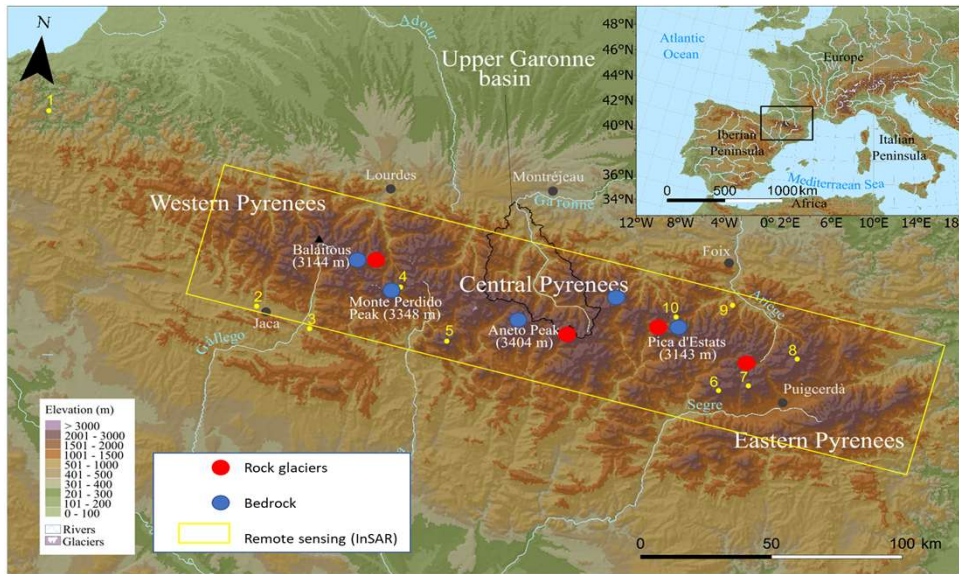 N
1
Adour
Upper Garonne
basin
48°N
46°N
44°N
42°N
40°N
38°N
36°N
34°N
Atlantic
Ocean
Europe
Iberian
Peninsula
Italian
Peninsula
Mediterranean Sea
Africa
0 500 1000 km
12°W 8°W 4°W 0° 2°E 6°E 10°E 14°E 18°E
Lourdes
Montréjeau
Garonne
Western Pyrenees
Foix
Balaitous
(3144 m)
Central Pyrenees
4
Monte Perdido
Peak (3348 m)
Ariège
10
9
2
Jaca
3
Gállego
5
Aneto Peak
(3404 m)
Pica d'Estats
(3143 m)
8
7
6
Puigcerdà
Segre
Eastern Pyrenees
Elevation (m)
> 3000
2001 - 3000
1501 - 2000
1001 - 1500
501 - 1000
401 - 500
301 - 400
201 - 300
101 - 200
0 - 100
Rivers
Glaciers
Rock glaciers
Bedrock
Remote sensing (InSAR)
0 50 100 km